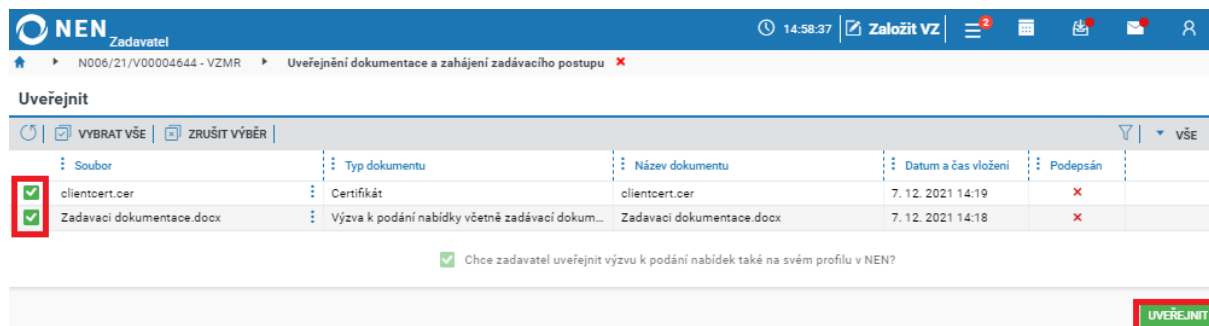 NEN Zadavatel 14:58:37 Založit VZ 2
N006/21/V00004644 - VZMR Uveřejnění dokumentace a zahájení zadávacího postupu
Uveřejnit
VYBRAT VŠE ZRUŠIT VÝBĚR VŠE
Soubor Typ dokumentu Název dokumentu Datum a čas vložení Podepsán
clientcert.cer Certifikát clientcert.cer 7. 12. 2021 14:19
Zadavaci dokumentace.docx Výzva k podání nabídky včetně zadávací dokum... Zadavaci dokumentace.docx 7. 12. 2021 14:18
Chce zadavatel uveřejnit výzvu k podání nabídek také na svém profilu v NEN?
UVEŘEJNIT